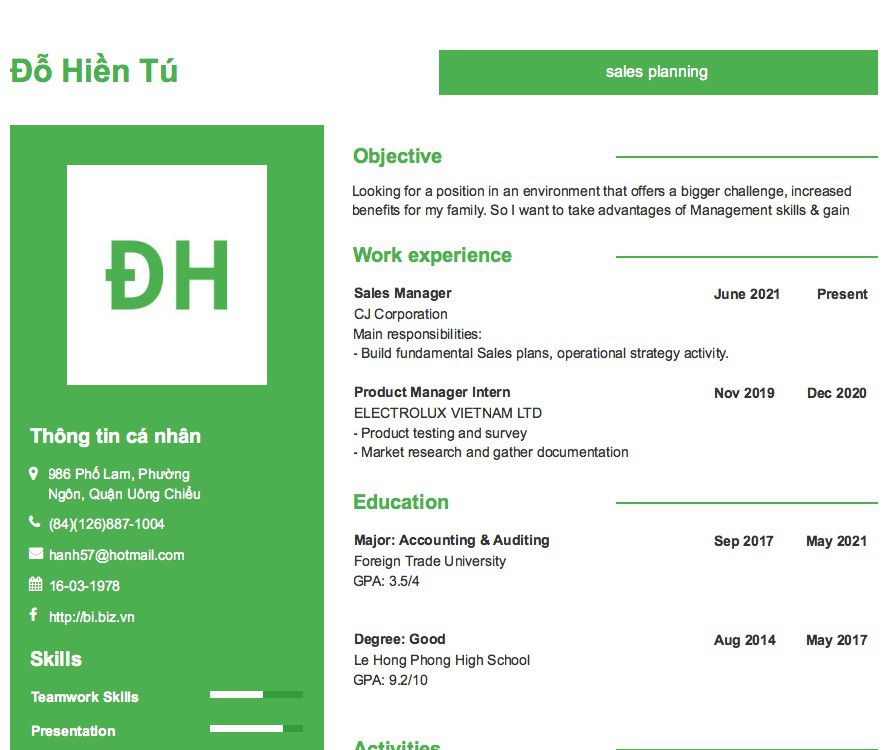 Đỗ Hiền Tú
sales planning
ĐH
Thông tin cá nhân
986 Phố Lam, Phường
Ngôn, Quận Uông Chiểu
(84)(126)887-1004
hanh57@hotmail.com
16-03-1978
http://bi.biz.vn
Skills
Teamwork Skills
Presentation
Objective
Looking for a position in an environment that offers a bigger challenge, increased
benefits for my family. So I want to take advantages of Management skills & gain
Work experience
Sales Manager June 2021 Present
CJ Corporation
Main responsibilities:
- Build fundamental Sales plans, operational strategy activity.
Product Manager Intern Nov 2019 Dec 2020
ELECTROLUX VIETNAM LTD
- Product testing and survey
- Market research and gather documentation
Education
Major: Accounting & Auditing Sep 2017 May 2021
Foreign Trade University
GPA: 3.5/4
Degree: Good Aug 2014 May 2017
Le Hong Phong High School
GPA: 9.2/10
Activities